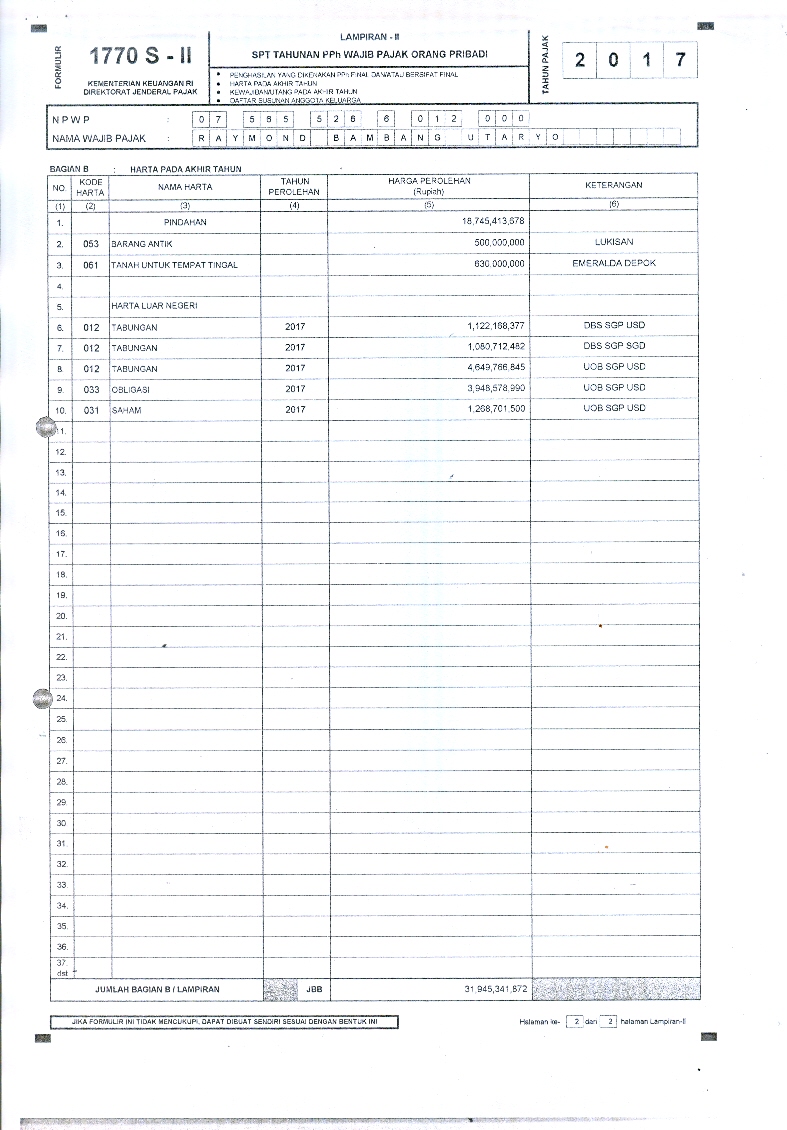 LAMPIRAN - II
FORMULIR
1770 S - II
SPT TAHUNAN PPh WAJIB PAJAK ORANG PRIBADI
KEMENTERIAN KEUANGAN RI
DIREKTORAT JENDERAL PAJAK
• PENGHASILAN YANG DIKENAKAN PPh FINAL DAN/ATAU BERSIFAT FINAL
• HARTA PADA AKHIR TAHUN
• KEWAJIBAN/UTANG PADA AKHIR TAHUN
• DAFTAR SUSUNAN ANGGOTA KELUARGA
TAHUN PAJAK
2 0 1 7
N P W P : 0 7 5 6 5 5 2 6 6 0 1 2 0 0 0
NAMA WAJIB PAJAK : R A Y M O N D B A M B A N G U T A R Y O
BAGIAN B : HARTA PADA AKHIR TAHUN
NO. KODE HARTA NAMA HARTA TAHUN PEROLEHAN HARGA PEROLEHAN (Rupiah) KETERANGAN
(1) (2) (3) (4) (5) (6)
1. PINDAHAN 18,745,413,678
2. 053 BARANG ANTIK 500,000,000 LUKISAN
3. 061 TANAH UNTUK TEMPAT TINGAL 630,000,000 EMERALDA DEPOK
4.
5. HARTA LUAR NEGERI
6. 012 TABUNGAN 2017 1,122,168,377 DBS SGP USD
7. 012 TABUNGAN 2017 1,080,712,482 DBS SGP SGD
8. 012 TABUNGAN 2017 4,649,766,845 UOB SGP USD
9. 033 OBLIGASI 2017 3,948,578,990 UOB SGP USD
10. 031 SAHAM 2017 1,268,701,500 UOB SGP USD
11.
12.
13.
14.
15.
16.
17.
18.
19.
20.
21.
22.
23.
24.
25.
26.
27.
28.
29.
30.
31.
32.
33.
34.
35.
36.
37.
dst
JUMLAH BAGIAN B / LAMPIRAN JBB 31,945,341,872
JIKA FORMULIR INI TIDAK MENCUKUPI, DAPAT DIBUAT SENDIRI SESUAI DENGAN BENTUK INI
Halaman ke- 2 dari 2 halaman Lampiran-II